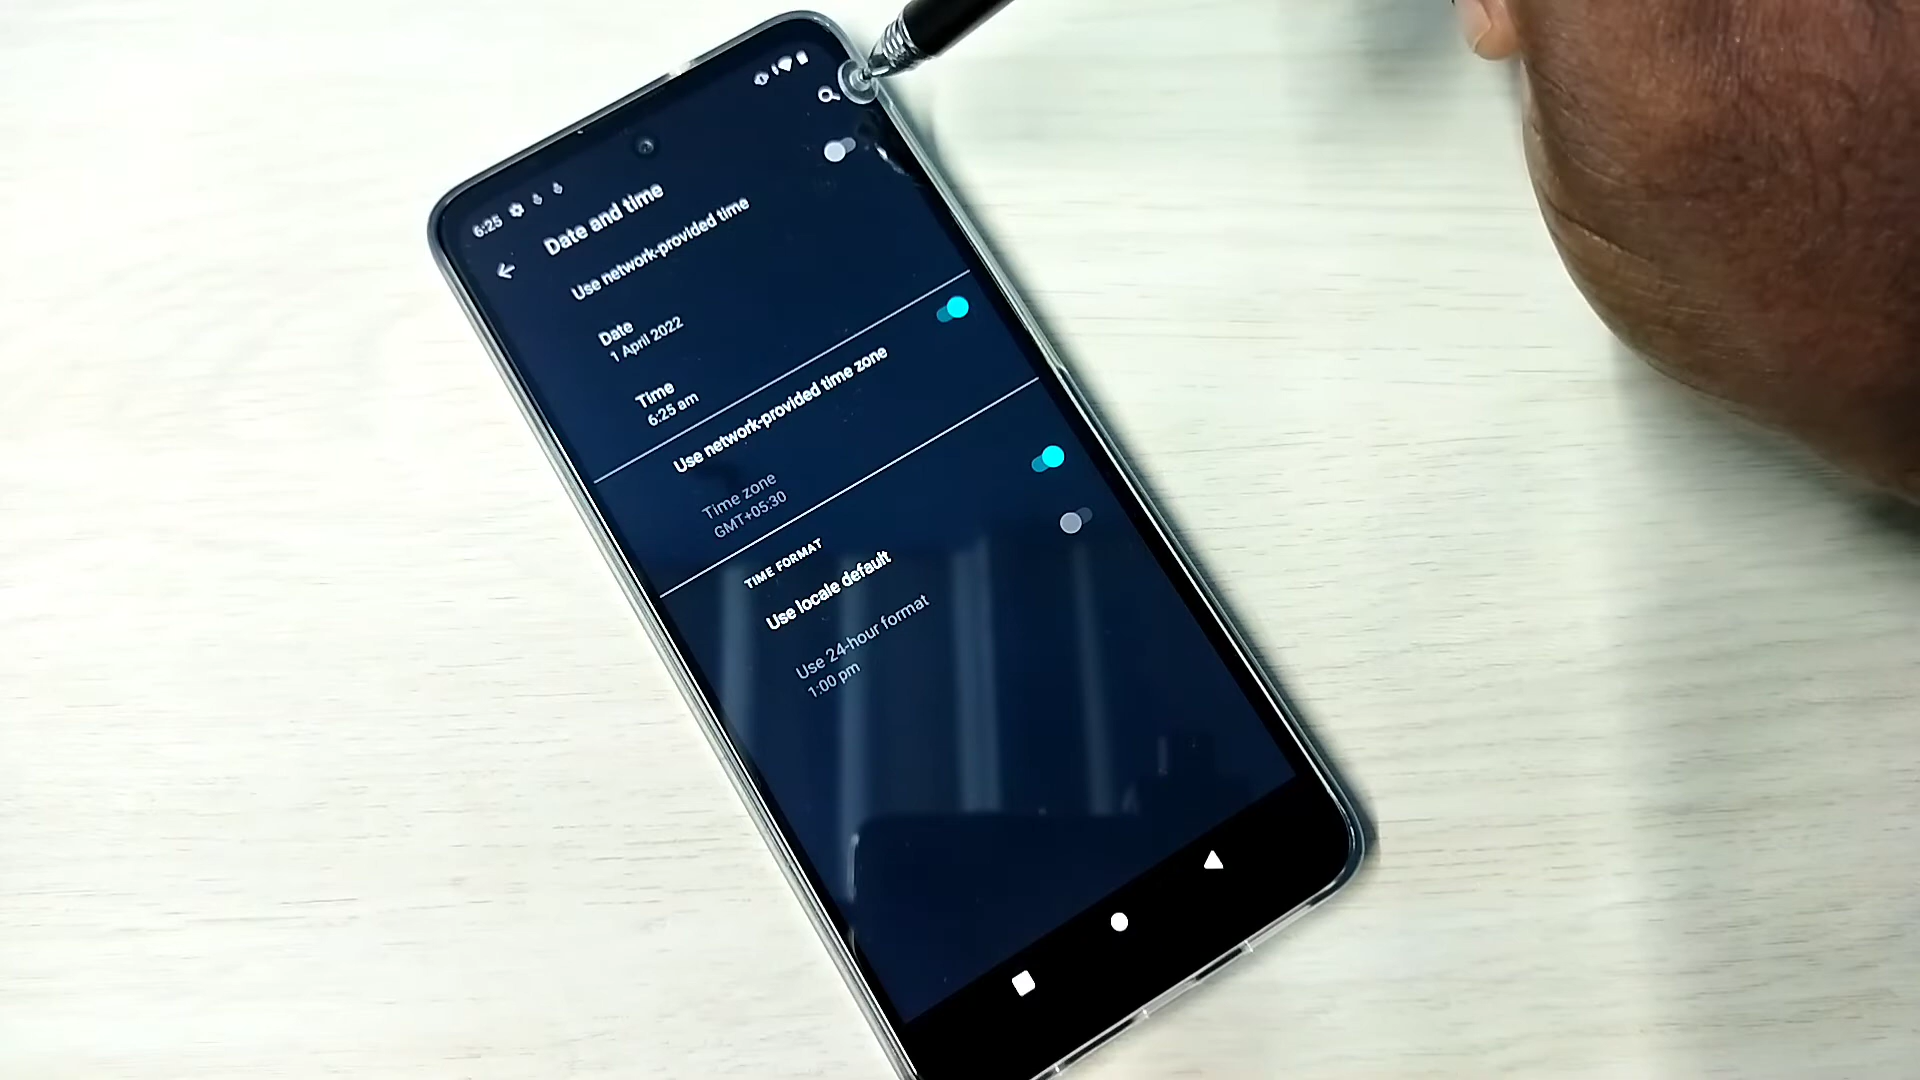 6:25
Date and time
Use network-provided time
Date
1 April 2022
Time
6:25 am
Use network-provided time zone
Time zone
GMT+05:30
TIME FORMAT
Use locale default
Use 24-hour format
1:00 pm